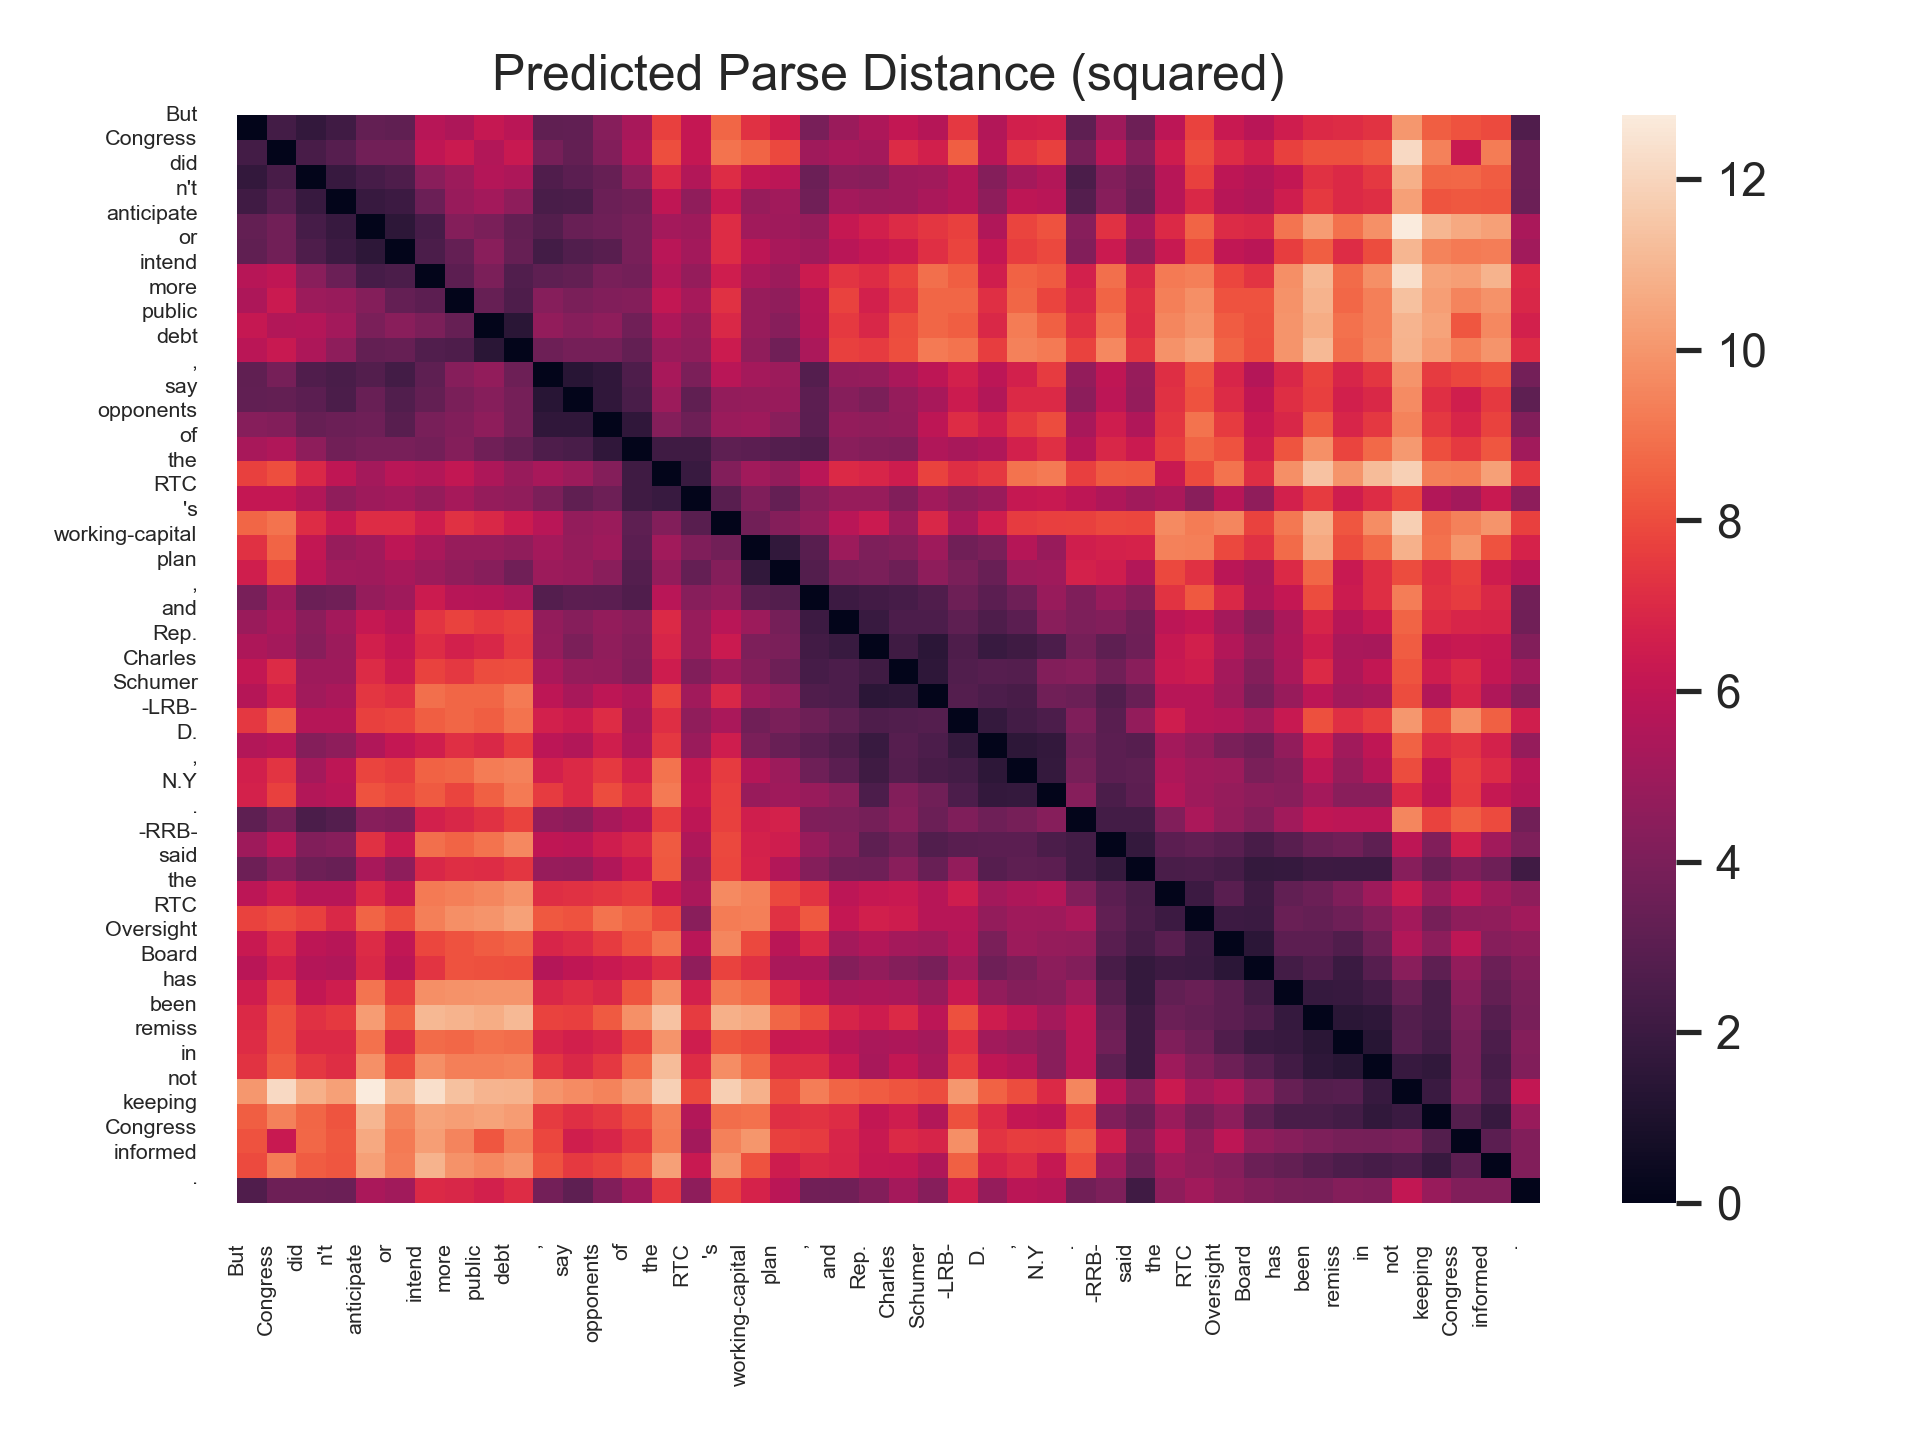 Predicted Parse Distance (squared)
But
Congress
did
n't
anticipate
or
intend
more
public
debt
,
say
opponents
of
the
RTC
's
working-capital
plan
,
and
Rep.
Charles
Schumer
-LRB-
D.
,
N.Y
.
-RRB-
said
the
RTC
Oversight
Board
has
been
remiss
in
not
keeping
Congress
informed
.
12
10
8
6
4
2
0
But
Congress
did
n't
anticipate
or
intend
more
public
debt
,
say
opponents
of
the
RTC
's
working-capital
plan
,
and
Rep.
Charles
Schumer
-LRB-
D.
,
N.Y
.
-RRB-
said
the
RTC
Oversight
Board
has
been
remiss
in
not
keeping
Congress
informed
.